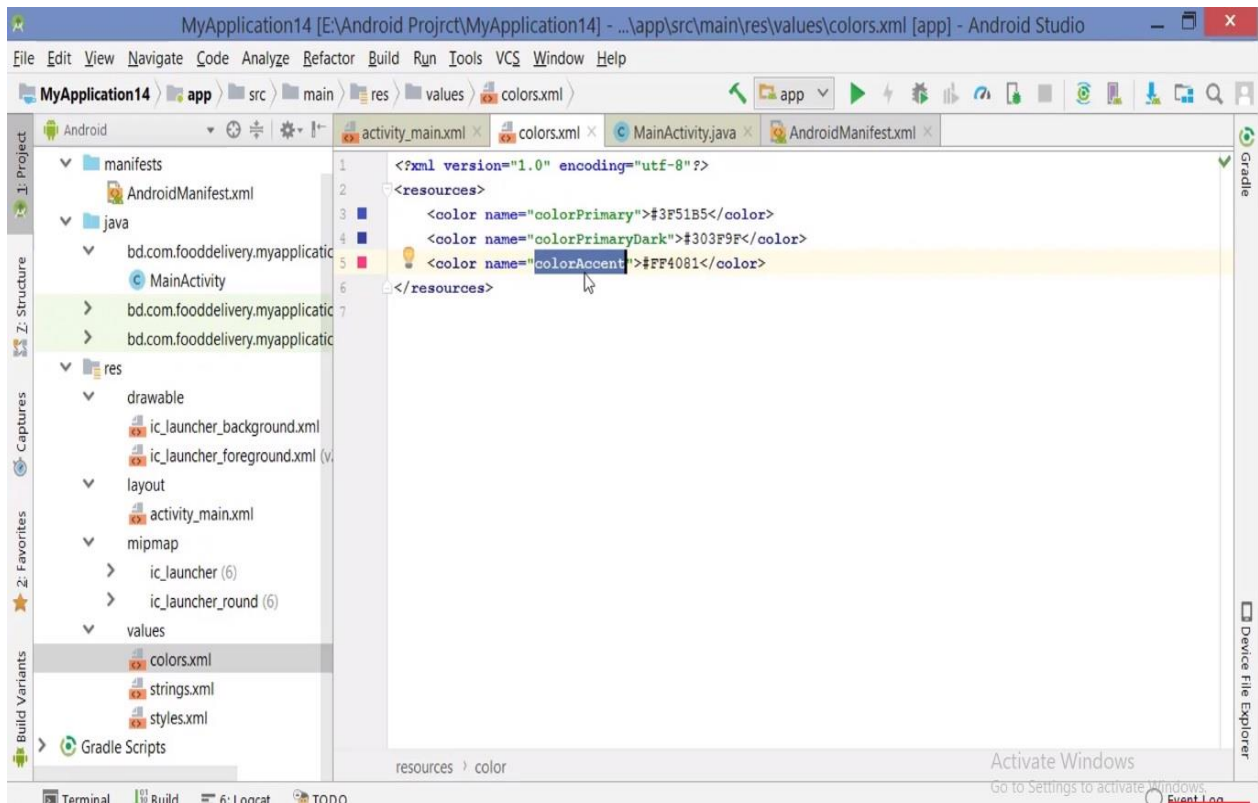 MyApplication14 [E:\Android Projrct\MyApplication14] - ...\app\src\main\res\values\colors.xml [app] - Android Studio
File Edit View Navigate Code Analyze Refactor Build Run Tools VCS Window Help
MyApplication14 app src main res values colors.xml app
Android activity_main.xml colors.xml MainActivity.java AndroidManifest.xml
1: Project
Z: Structure
Captures
2: Favorites
Build Variants
manifests
AndroidManifest.xml
java
bd.com.fooddelivery.myapplicatic
MainActivity
bd.com.fooddelivery.myapplicatic
bd.com.fooddelivery.myapplicatic
res
drawable
ic_launcher_background.xml
ic_launcher_foreground.xml (v.
layout
activity_main.xml
mipmap
ic_launcher (6)
ic_launcher_round (6)
values
colors.xml
strings.xml
styles.xml
Gradle Scripts
1 <?xml version="1.0" encoding="utf-8"?>
2 <resources>
3 <color name="colorPrimary">#3F51B5</color>
4 <color name="colorPrimaryDark">#303F9F</color>
5 <color name="colorAccent">#FF4081</color>
6 </resources>
7
resources color
Gradle
Device File Explorer
Activate Windows
Go to Settings to activate Windows.
Terminal Build 6: Logcat TODO Event Log